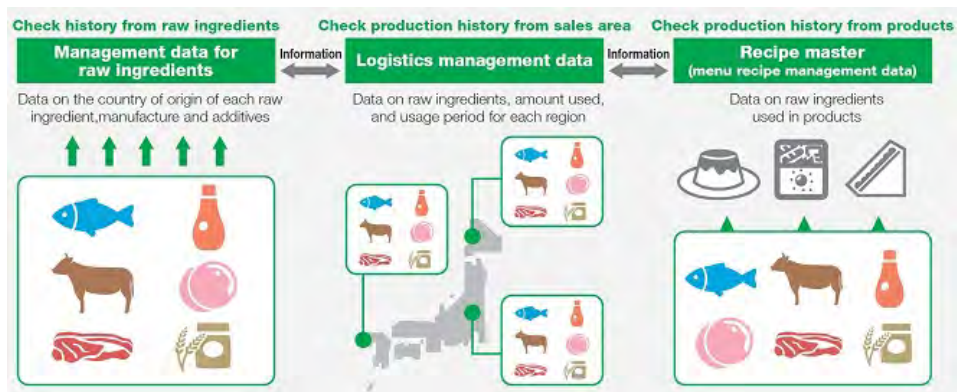 Check history from raw ingredients
Management data for
raw ingredients
Data on the country of origin of each raw
ingredient,manufacture and additives
Information
Check production history from sales area
Logistics management data
Data on raw ingredients, amount used,
and usage period for each region
Information
Check production history from products
Recipe master
(menu recipe management data)
Data on raw ingredients
used in products